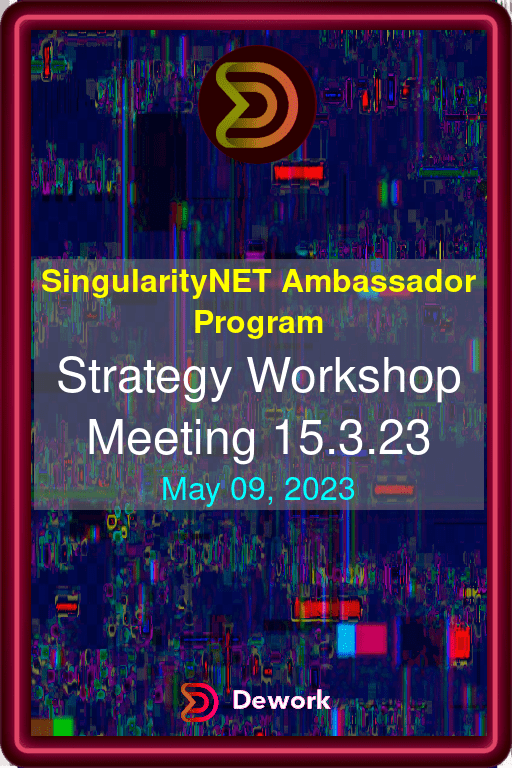 SingularityNET Ambassador
Program
Strategy Workshop
Meeting 15.3.23
May 09, 2023
Dework